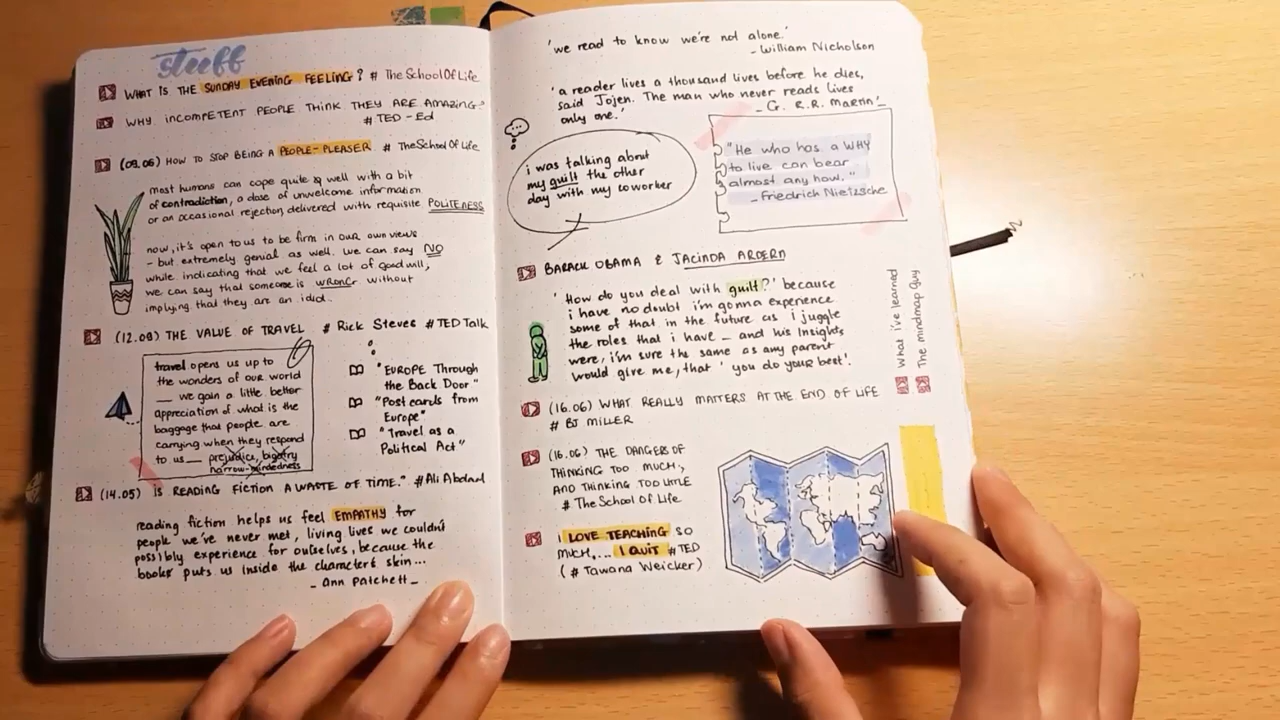 stuff
WHAT IS THE SUNDAY EVENING FEELING? # The School Of Life
WHY INCOMPETENT PEOPLE THINK THEY ARE AMAZING?
# TED-Ed
(09.06) HOW TO STOP BEING A PEOPLE-PLEASER # The School of Life
most humans can cope quite well with a bit
of contradiction, a dose of unwelcome information
or an occasional rejection delivered with requisite POLITENESS
now, it's open to us to be firm in our own views
- but extremely genial as well. We can say NO
while indicating that we feel a lot of goodwill,
we can say that someone is WRONG without
implying that they are an idiot.
(12.09) THE VALUE OF TRAVEL # Rick Steves #TED Talk
travel opens us up to
the wonders of our world
__ we gain a little better
appreciation of what is the
baggage that people are
carrying when they respond
to us __ prejudice, bigotry
narrow-mindedness
"EUROPE Through
the Back Door"
"Post cards from
Europe"
"Travel as a
Political Act"
(14.05) IS READING FICTION A WASTE OF TIME." #Ali Abdaal
reading fiction helps us feel EMPATHY for
people we've never met, living lives we couldn't
possibly experience for ourselves, because the
books puts us inside the character's skin...
- Ann Patchett_
'we read to know we're not alone.'
- William Nicholson
'a reader lives a thousand lives before he dies,
said Jojen. The man who never reads lives
only one.'
- G. R.R. Martin'_
i was talking about
my guilt the other
day with my coworker
"He who has a WHY
to live can bear
almost any how."
- Friedrich Nietzsche
BARACK OBAMA & JACINDA ARDERN
'How do you deal with guilt?' because
i have no doubt i'm gonna experience
some of that in the future as i juggle
the roles that i have _ and his insights
were, i'm sure the same as any parent
would give me, that 'you do your best'.
(16.06) WHAT REALLY MATTERS AT THE END OF LIFE
# BJ MILLER
(16.06) THE DANGERS OF
THINKING TOO MUCH;
AND THINKING TOO LITTLE
# The School Of Life
I LOVE TEACHING SO
MUCH,... I QUIT #TED
(# Tawana Weicker)
What i've learned
The mindmap Guy